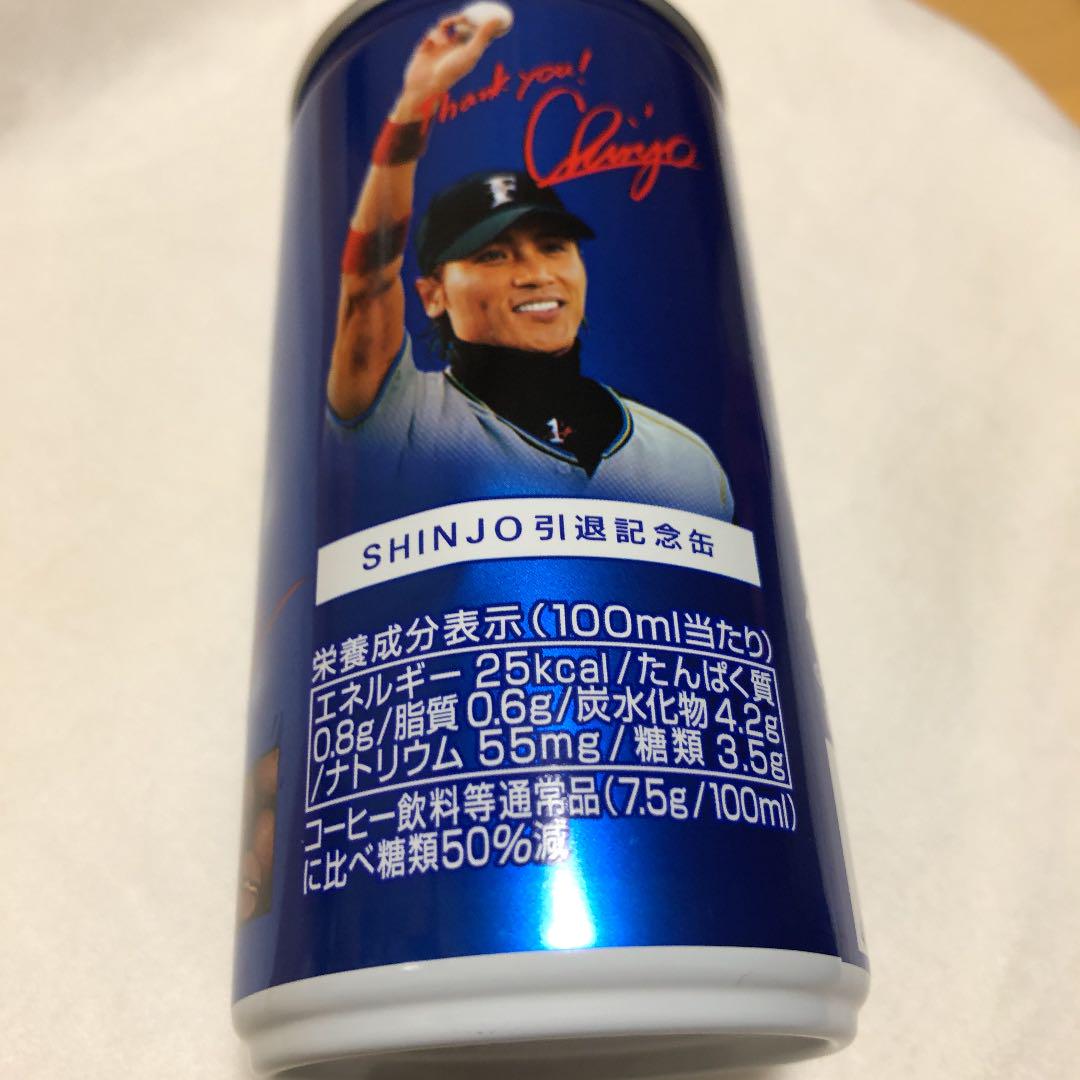 Thank you!
Shinjo
F
1
SHINJO引退記念缶
栄養成分表示(100ml当たり)
エネルギー 25kcal/たんぱく質
0.8g/脂質 0.6g/炭水化物 4.2g
/ナトリウム 55mg/糖類 3.5g
コーヒー飲料等通常品(7.5g/100ml)
に比べ糖類50%減